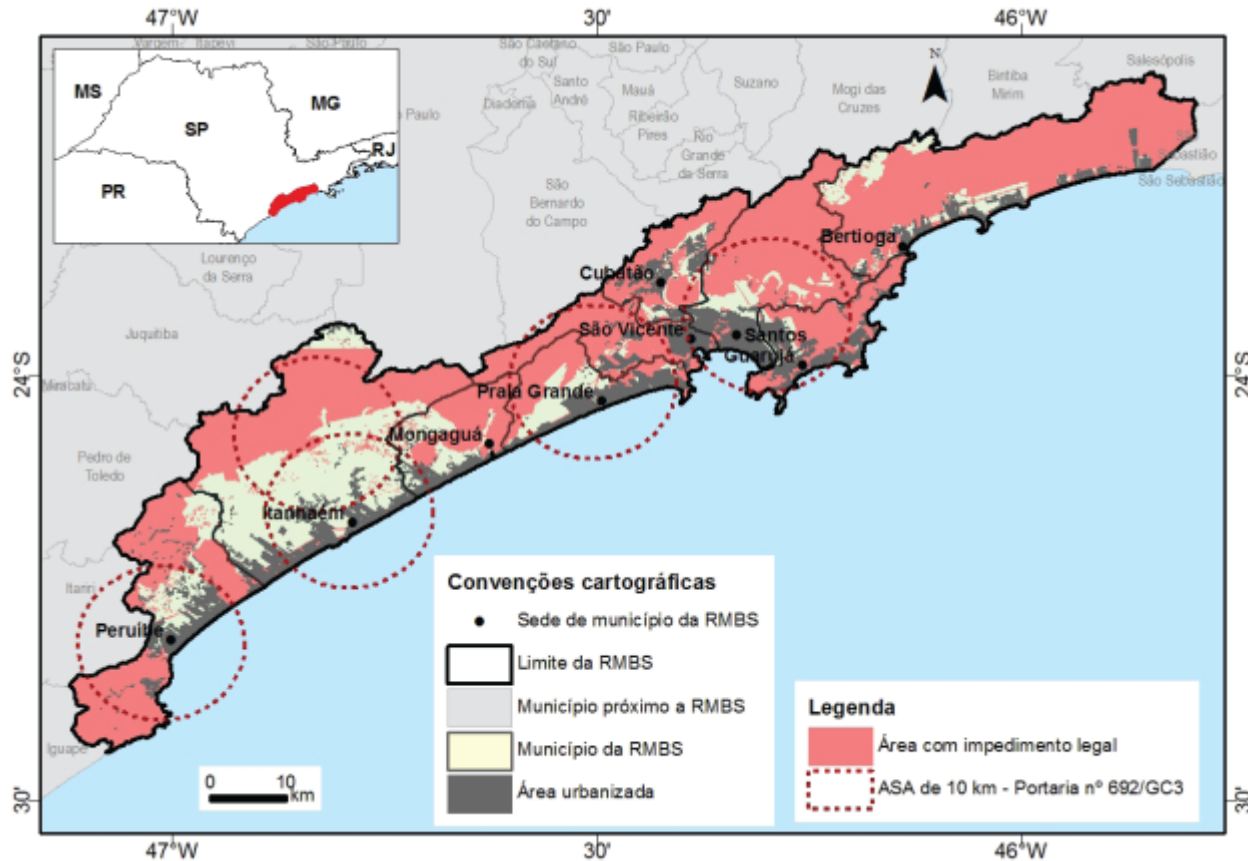 47°W
30'
46°W
MS
MG
SP
RJ
PR
Vargem
Itapevi
São Paulo
São Caetano
do Sul
São Paulo
Santo
André
Mauá
Suzano
Diadema
Ribeirão
Pires
Rio
Grande
da Serra
Mogi das
Cruzes
N
Biritiba
Mirim
Salesópolis
Paulo
São
Bernardo
do Campo
Sebastião
São Sebastião
Lourenço
da Serra
Juquitiba
Pedro de
Toledo
Itariri
Iguape
Bertioga
Cubatão
São Vicente
Santos
Guarujá
Praia Grande
Mongaguá
Itanhaém
Peruíbe
24°S
24°S
Convenções cartográficas
Sede de município da RMBS
Limite da RMBS
Município próximo a RMBS
Município da RMBS
Área urbanizada
Legenda
Área com impedimento legal
ASA de 10 km - Portaria nº 692/GC3
0 10
km
30'
30'
47°W
30'
46°W